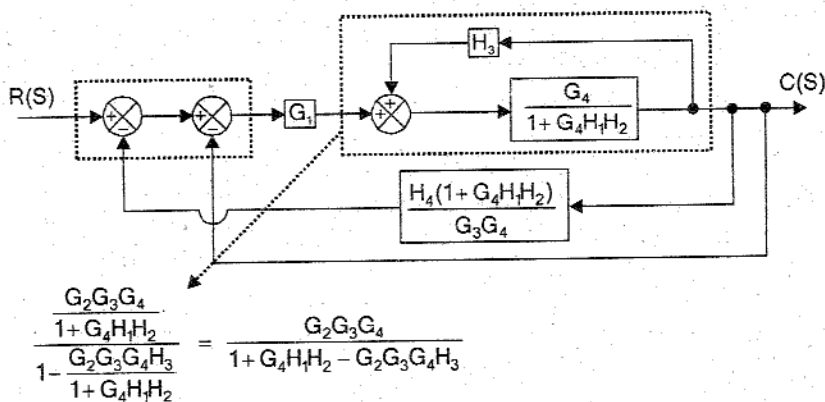 H₃
R(S)
C(S)
+ − + − G₁ + +
G₄
1 + G₄H₁H₂
H₄(1 + G₄H₁H₂)
G₃G₄
G₂G₃G₄
1 + G₄H₁H₂
1 − G₂G₃G₄H₃
1 + G₄H₁H₂
= G₂G₃G₄
1 + G₄H₁H₂ − G₂G₃G₄H₃